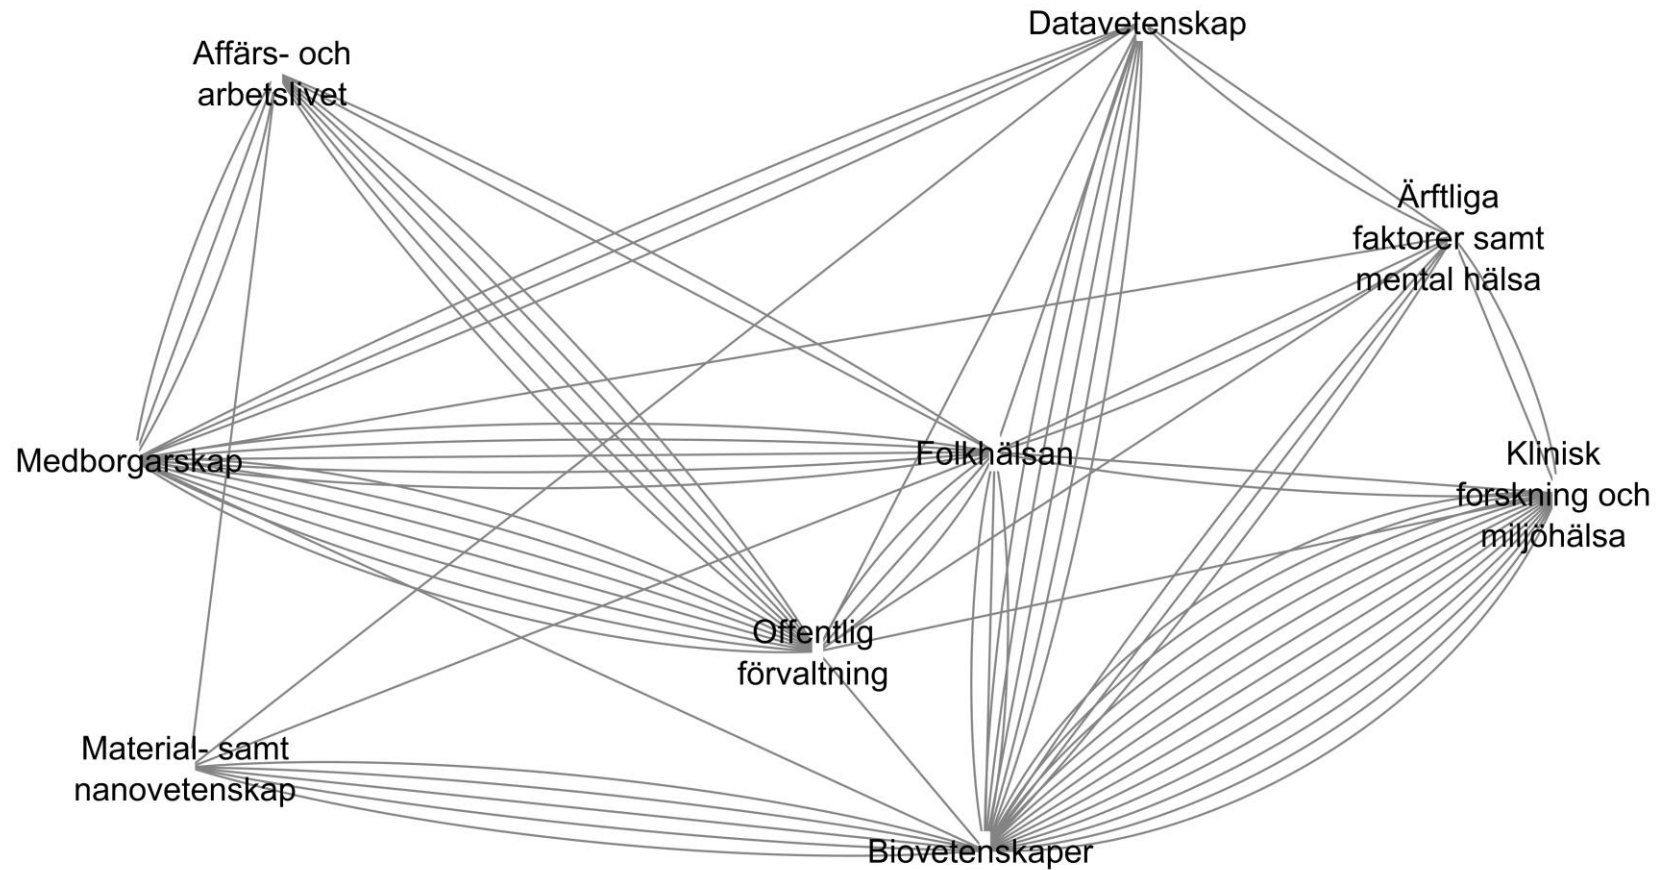 Datavetenskap
Affärs- och
arbetslivet
Ärftliga
faktorer samt
mental hälsa
Medborgarskap
Folkhälsan
Klinisk
forskning och
miljöhälsa
Offentlig
förvaltning
Material- samt
nanovetenskap
Biovetenskaper